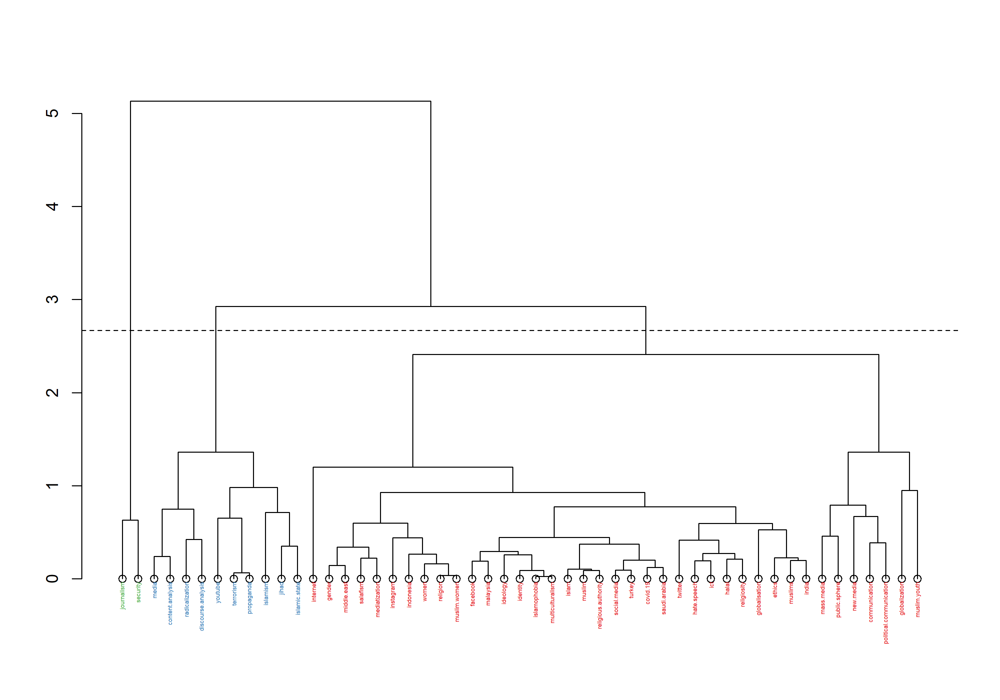 5
4
3
2
1
0
journalism
security
media
content.analysis
radicalization
discourse.analysis
youtube
terrorism
propaganda
islamism
jihad
islamic.state
internet
gender
middle.east
salafism
mediatization
instagram
indonesia
women
religion
muslim.women
facebook
malaysia
ideology
identity
islamophobia
multiculturalism
islam
muslim
religious.authority
social.media
turkey
covid.19
saudi.arabia
twitter
hate.speech
ict
halal
religiosity
globalisation
ethics
muslims
india
mass.media
public.sphere
new.media
communication
political.communication
globalization
muslim.youth